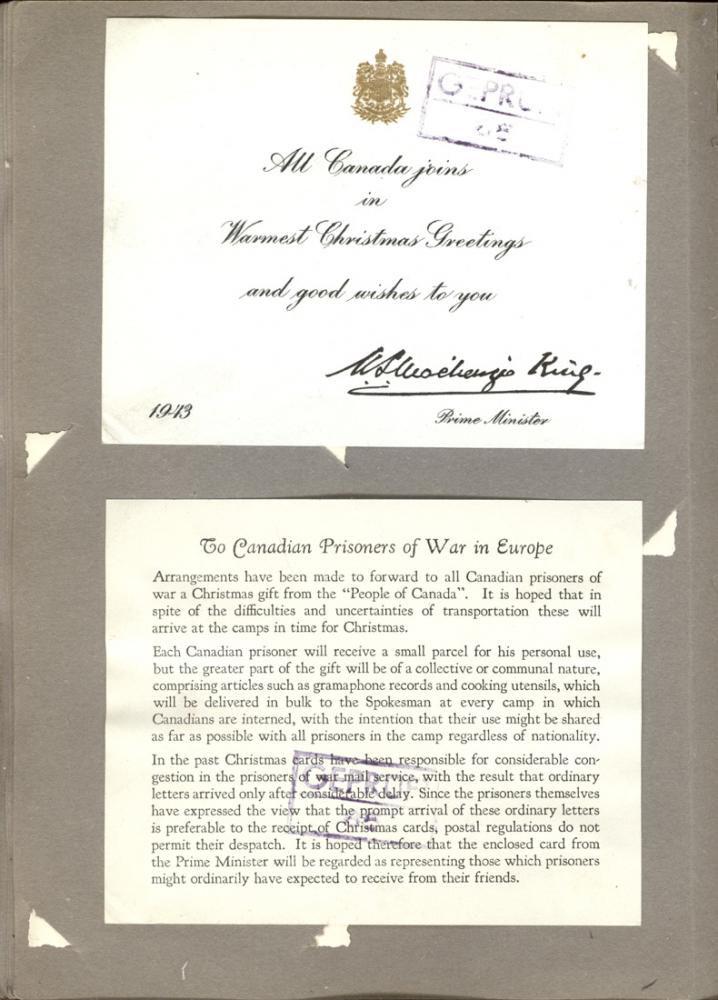 All Canada joins
in
Warmest Christmas Greetings
and good wishes to you
W L Mackenzie King.
1943
Prime Minister
To Canadian Prisoners of War in Europe
Arrangements have been made to forward to all Canadian prisoners of
war a Christmas gift from the “People of Canada”. It is hoped that in
spite of the difficulties and uncertainties of transportation these will
arrive at the camps in time for Christmas.
Each Canadian prisoner will receive a small parcel for his personal use,
but the greater part of the gift will be of a collective or communal nature,
comprising articles such as gramaphone records and cooking utensils, which
will be delivered in bulk to the Spokesman at every camp in which
Canadians are interned, with the intention that their use might be shared
as far as possible with all prisoners in the camp regardless of nationality.
In the past Christmas cards have been responsible for considerable con-
gestion in the prisoners of war mail service, with the result that ordinary
letters arrived only after considerable delay. Since the prisoners themselves
have expressed the view that the prompt arrival of these ordinary letters
is preferable to the receipt of Christmas cards, postal regulations do not
permit their despatch. It is hoped therefore that the enclosed card from
the Prime Minister will be regarded as representing those which prisoners
might ordinarily have expected to receive from their friends.